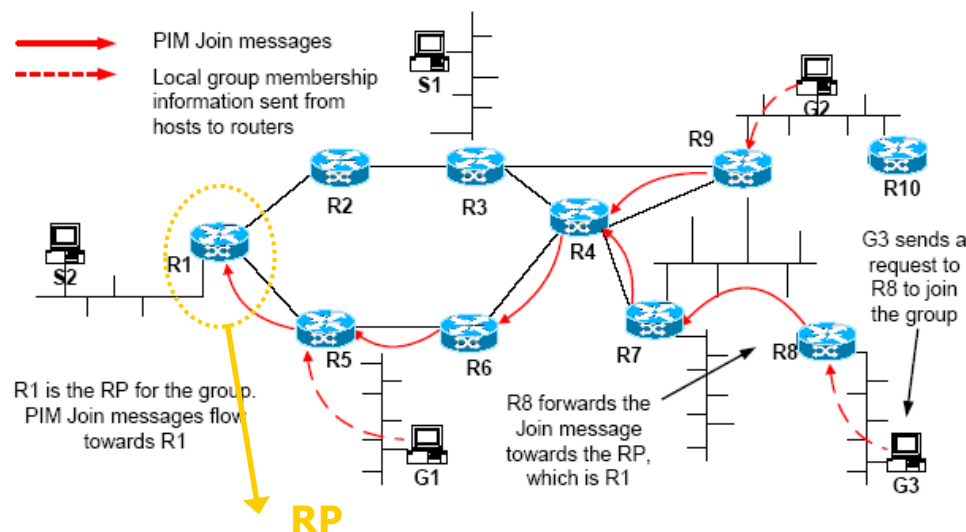 PIM Join messages
Local group membership
information sent from
hosts to routers
S1
G2
R9
R10
R2
R3
R4
S2
R1
G3 sends a
request to
R8 to join
the group
R5
R6
R7
R8
R1 is the RP for the group.
PIM Join messages flow
towards R1
R8 forwards the
Join message
towards the RP,
which is R1
G1
G3
RP